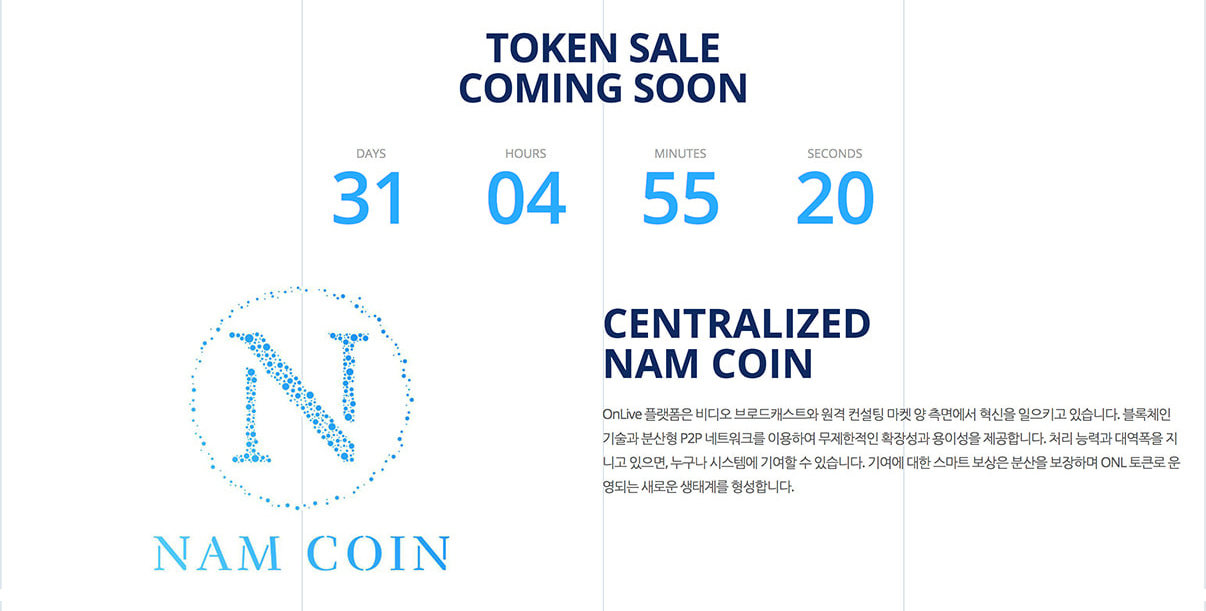 TOKEN SALE
COMING SOON
DAYS HOURS MINUTES SECONDS
31 04 55 20
CENTRALIZED
NAM COIN
OnLive 플랫폼은 비디오 브로드캐스트와 원격 컨설팅 마켓 양 측면에서 혁신을 일으키고 있습니다. 블록체인
기술과 분산형 P2P 네트워크를 이용하여 무제한적인 확장성과 용이성을 제공합니다. 처리 능력과 대역폭을 지
니고 있으면, 누구나 시스템에 기여할 수 있습니다. 기여에 대한 스마트 보상은 분산을 보장하며 ONL 토큰로 운
영되는 새로운 생태계를 형성합니다.
N
NAM COIN